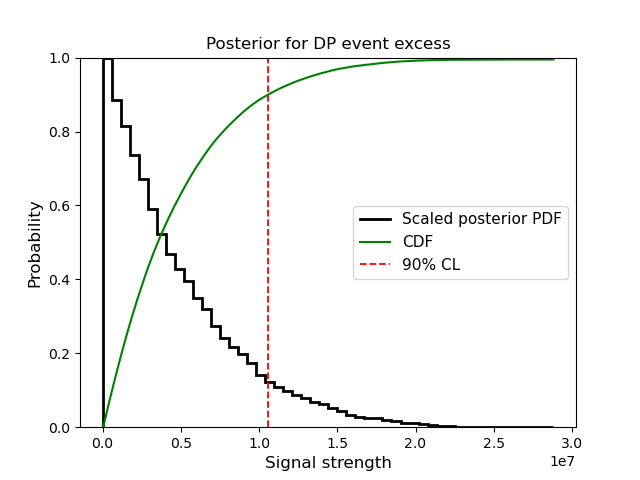 Posterior for DP event excess
Probability
1.0
0.8
0.6
0.4
0.2
0.0
Scaled posterior PDF
CDF
90% CL
0.0 0.5 1.0 1.5 2.0 2.5 3.0
1e7
Signal strength